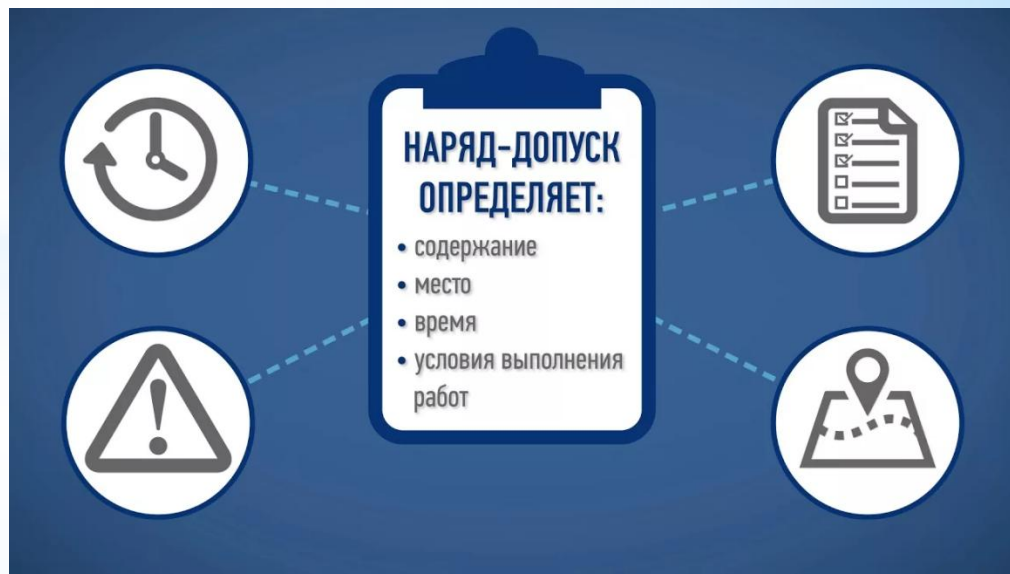 НАРЯД-ДОПУСК
ОПРЕДЕЛЯЕТ:
• содержание
• место
• время
• условия выполнения
работ